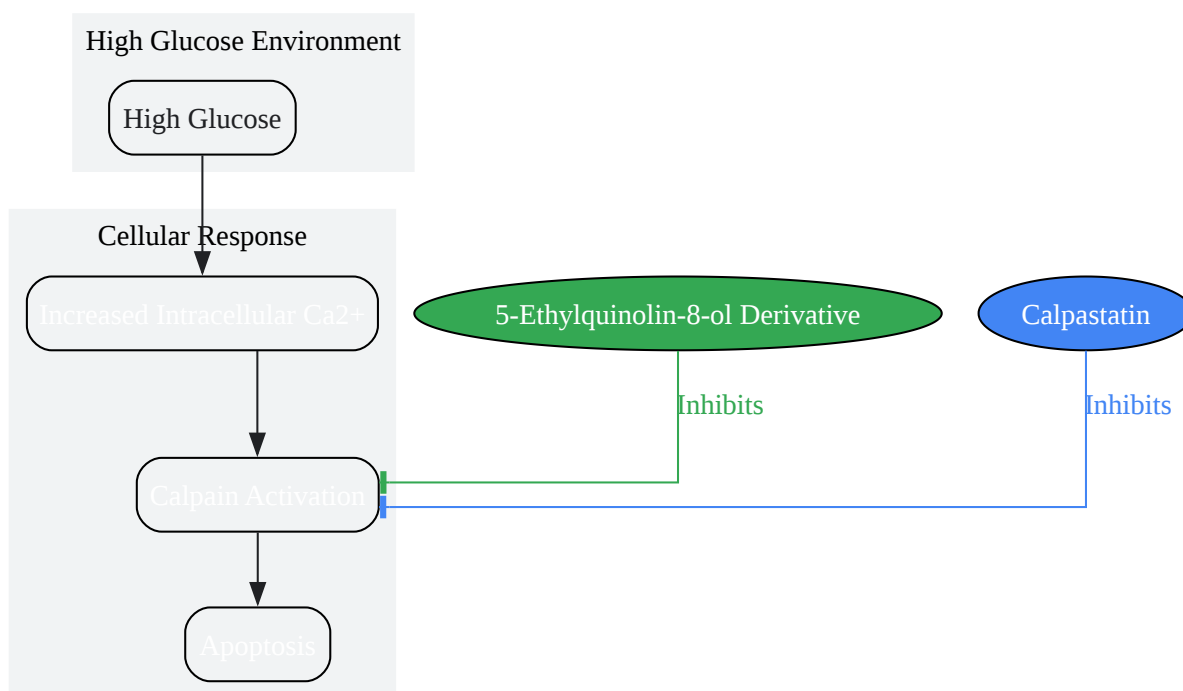 High Glucose Environment
High Glucose
Cellular Response
Increased Intracellular Ca2+
5-Ethylquinolin-8-ol Derivative
Calpastatin
Inhibits
Inhibits
Calpain Activation
Apoptosis